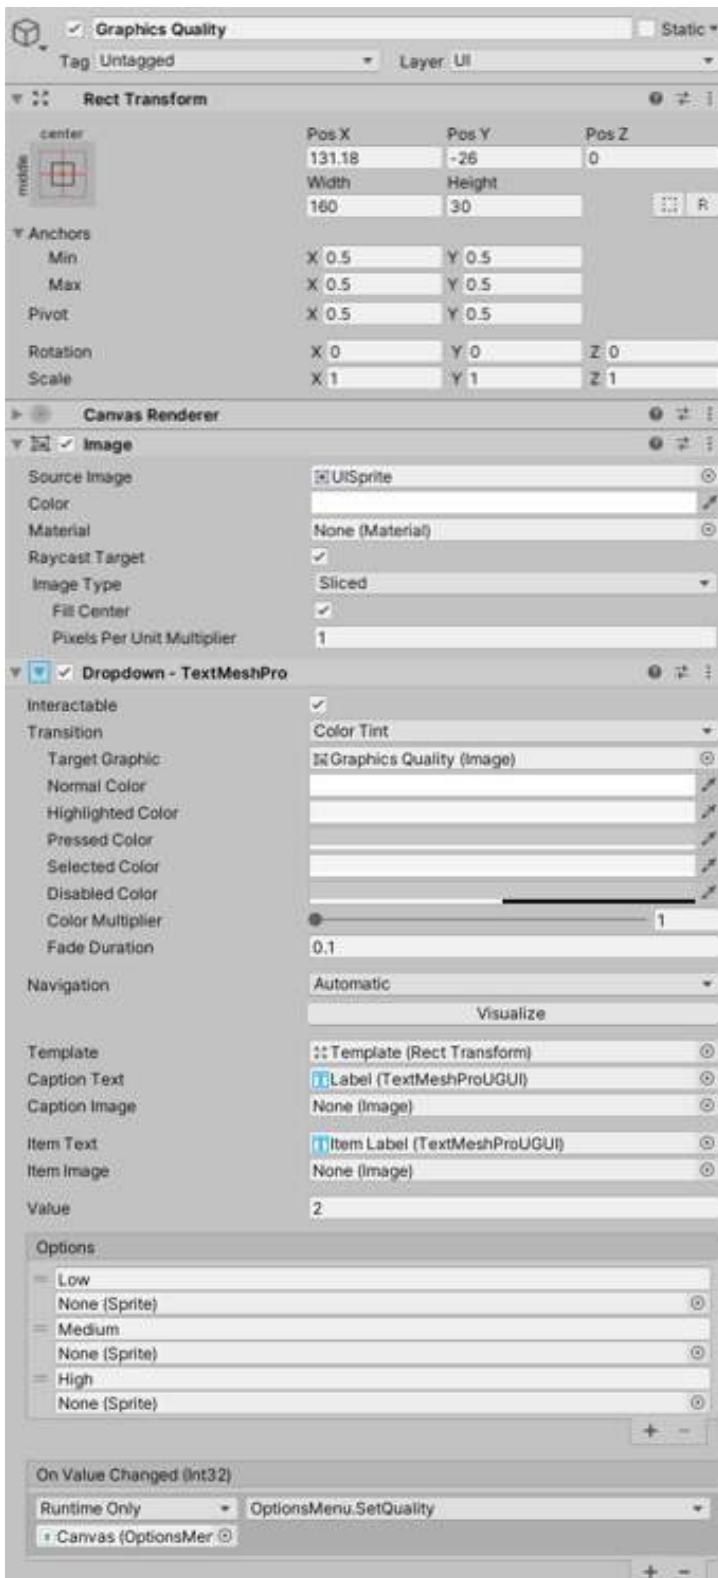 Graphics Quality Static
Tag Untagged Layer UI
Rect Transform
center
middle
Pos X Pos Y Pos Z
131.18 -26 0
Width Height
160 30 R
Anchors
Min X 0.5 Y 0.5
Max X 0.5 Y 0.5
Pivot X 0.5 Y 0.5
Rotation X 0 Y 0 Z 0
Scale X 1 Y 1 Z 1
Canvas Renderer
Image
Source Image UISprite
Color
Material None (Material)
Raycast Target
Image Type Sliced
Fill Center
Pixels Per Unit Multiplier 1
Dropdown - TextMeshPro
Interactable
Transition Color Tint
Target Graphic Graphics Quality (Image)
Normal Color
Highlighted Color
Pressed Color
Selected Color
Disabled Color
Color Multiplier 1
Fade Duration 0.1
Navigation Automatic
Visualize
Template Template (Rect Transform)
Caption Text Label (TextMeshProUGUI)
Caption Image None (Image)
Item Text Item Label (TextMeshProUGUI)
Item Image None (Image)
Value 2
Options
Low
None (Sprite)
Medium
None (Sprite)
High
None (Sprite)
+ -
On Value Changed (Int32)
Runtime Only OptionsMenu.SetQuality
Canvas (OptionsMer
+ -